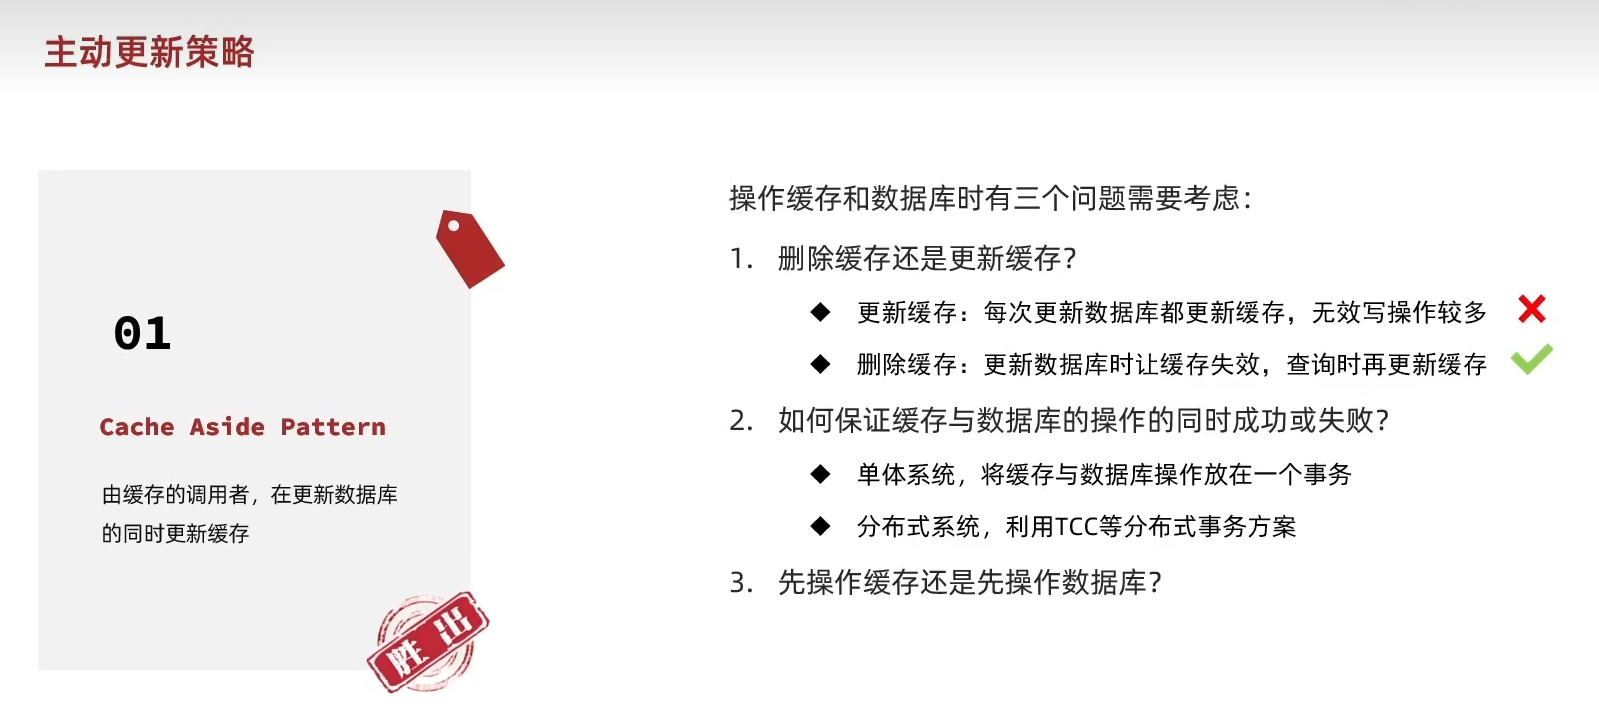 主动更新策略
01
Cache Aside Pattern
由缓存的调用者，在更新数据库
的同时更新缓存
胜出
操作缓存和数据库时有三个问题需要考虑：
1. 删除缓存还是更新缓存？
◆ 更新缓存：每次更新数据库都更新缓存，无效写操作较多
◆ 删除缓存：更新数据库时让缓存失效，查询时再更新缓存
2. 如何保证缓存与数据库的操作的同时成功或失败？
◆ 单体系统，将缓存与数据库操作放在一个事务
◆ 分布式系统，利用TCC等分布式事务方案
3. 先操作缓存还是先操作数据库？